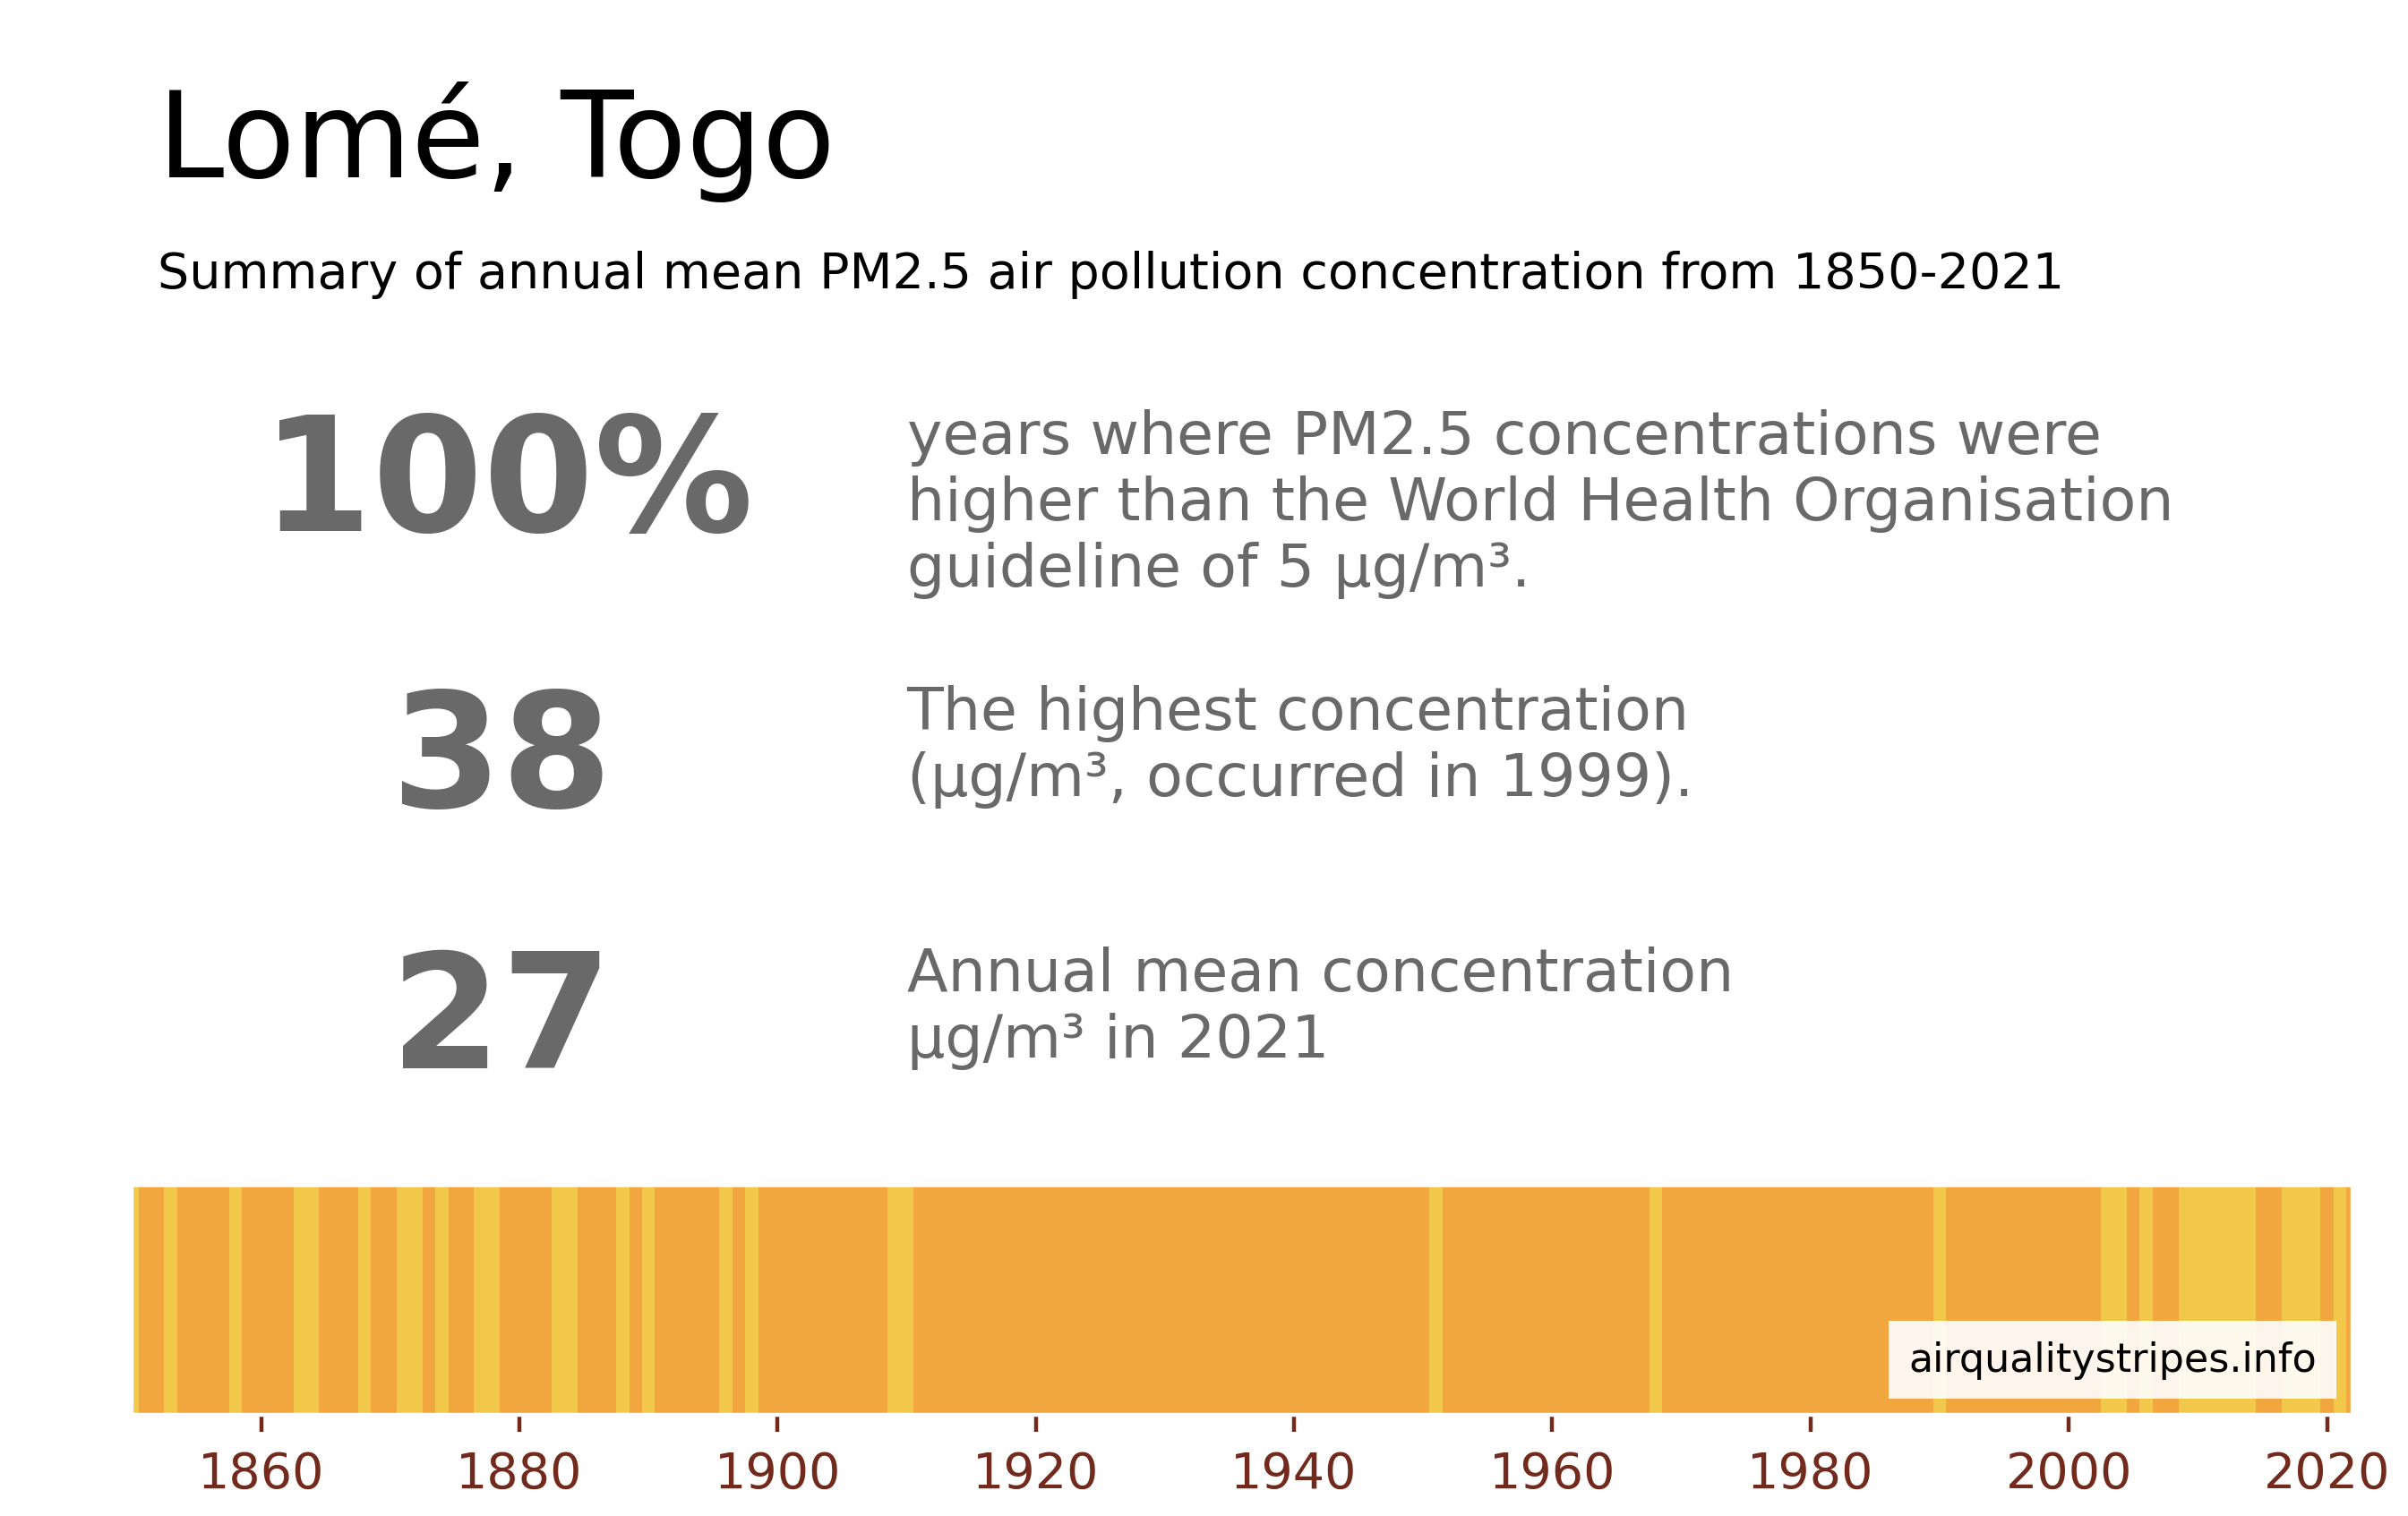 Lomé, Togo
Summary of annual mean PM2.5 air pollution concentration from 1850-2021
100%
years where PM2.5 concentrations were
higher than the World Health Organisation
guideline of 5 µg/m³.
38
The highest concentration
(µg/m³, occurred in 1999).
27
Annual mean concentration
µg/m³ in 2021
airqualitystripes.info
1860 1880 1900 1920 1940 1960 1980 2000 2020